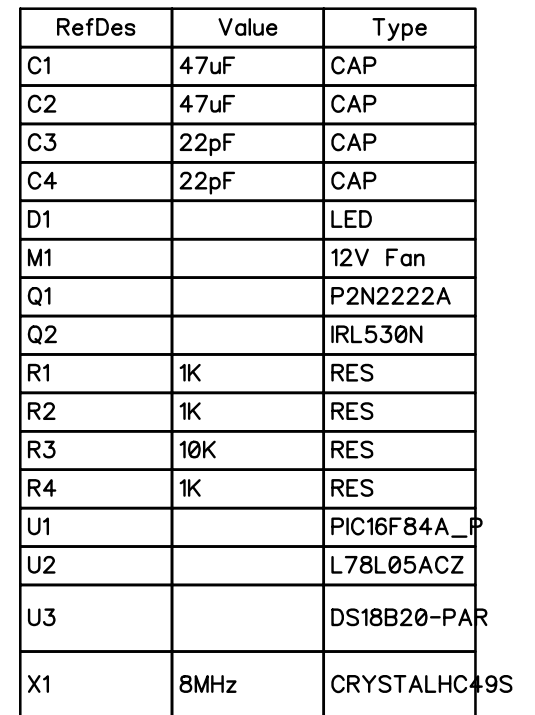 RefDes Value Type
C1 47uF CAP
C2 47uF CAP
C3 22pF CAP
C4 22pF CAP
D1 LED
M1 12V Fan
Q1 P2N2222A
Q2 IRL530N
R1 1K RES
R2 1K RES
R3 10K RES
R4 1K RES
U1 PIC16F84A_P
U2 L78L05ACZ
U3 DS18B20-PAR
X1 8MHz CRYSTALHC49S